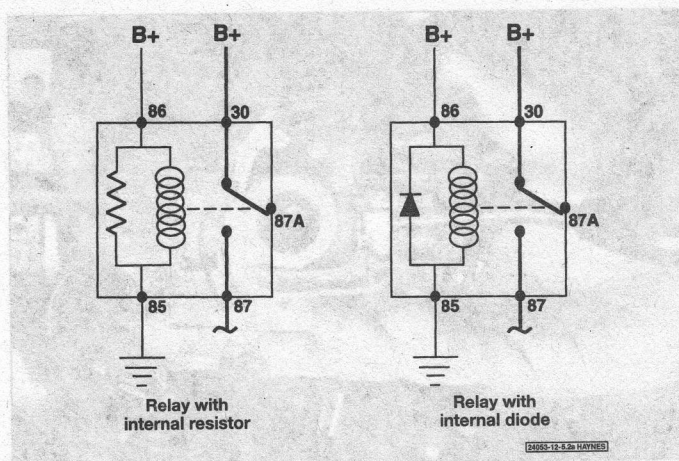 B+ B+ B+ B+
86 30 86 30
87A 87A
85 87 85 87
Relay with
internal resistor
Relay with
internal diode
24053-12-5.2a HAYNES